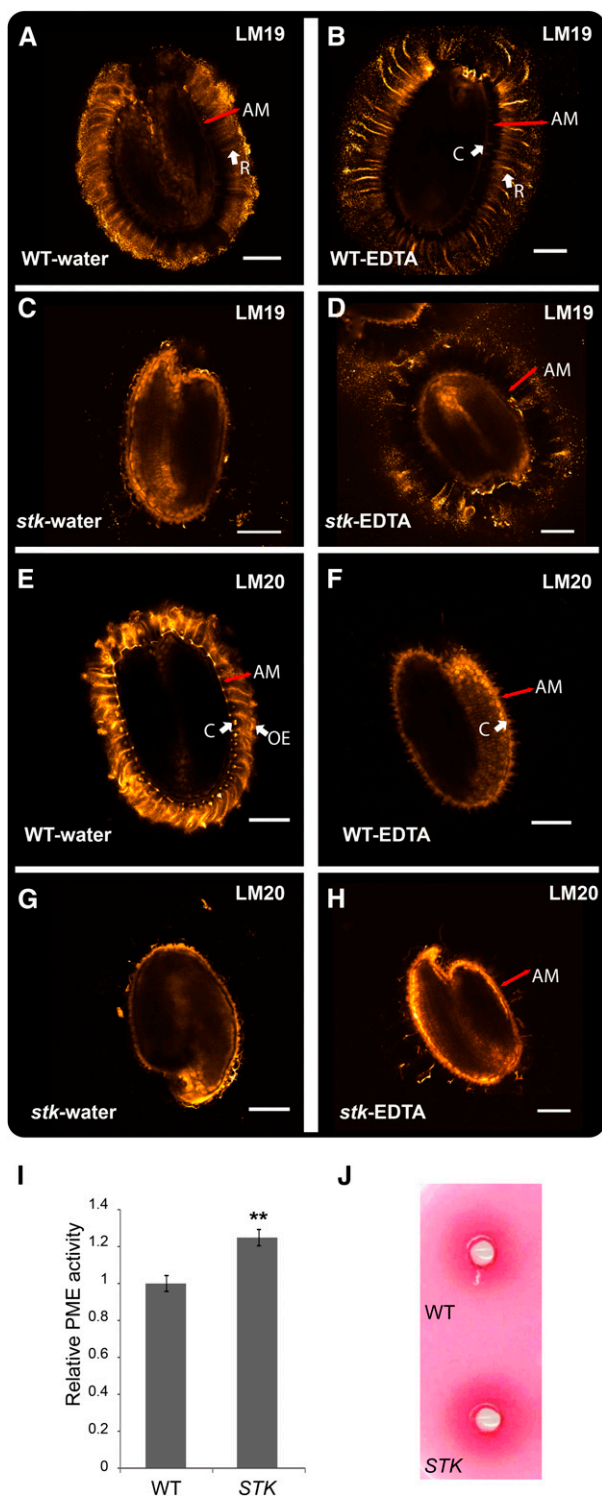 A LM19
AM
R
WT-water
B LM19
AM
C
R
WT-EDTA
C LM19
stk-water
D LM19
AM
stk-EDTA
E LM20
AM
C
OE
WT-water
F LM20
AM
C
WT-EDTA
G LM20
stk-water
H LM20
AM
stk-EDTA
I
Relative PME activity
1.4
1.2
1
0.8
0.6
0.4
0.2
0
**
WT STK
J
WT
STK